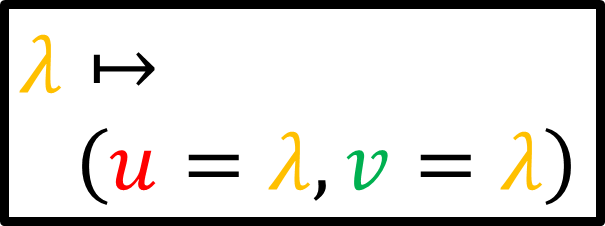 λ ↦
(u = λ, v = λ)